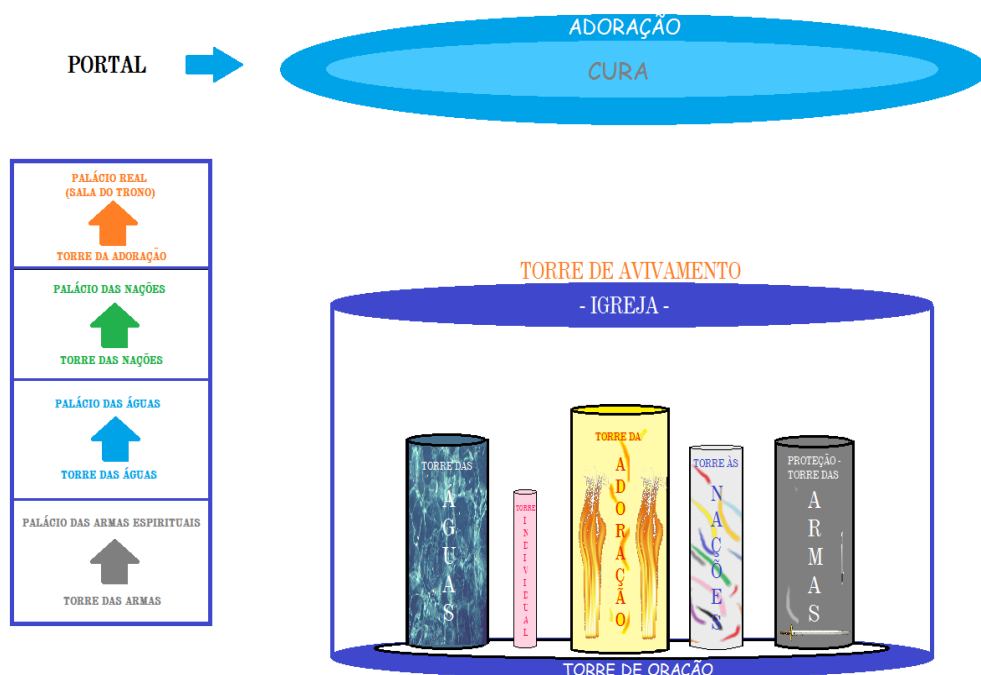 ADORAÇÃO
PORTAL
CURA
PALÁCIO REAL
(SALA DO TRONO)
TORRE DA ADORAÇÃO
PALÁCIO DAS NAÇÕES
TORRE DAS NAÇÕES
PALÁCIO DAS ÁGUAS
TORRE DAS ÁGUAS
PALÁCIO DAS ARMAS ESPIRITUAIS
TORRE DAS ARMAS
TORRE DE AVIVAMENTO
- IGREJA -
TORRE DAS
ÁGUAS
TORRE
INDIVIDUAL
TORRE DA
ADORAÇÃO
TORRE ÀS
NAÇÕES
PROTEÇÃO -
TORRE DAS
ARMAS
TORRE DE ORAÇÃO